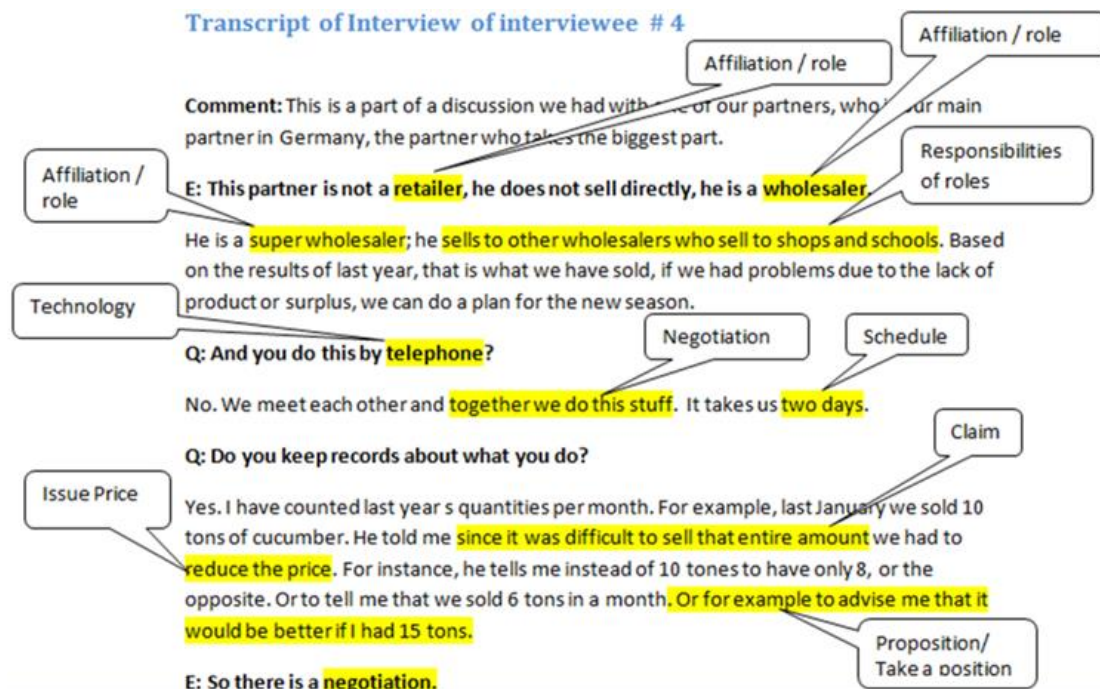 Transcript of Interview of interviewee # 4
Affiliation / role
Affiliation / role
Comment: This is a part of a discussion we had with one of our partners, who is our main
partner in Germany, the partner who takes the biggest part.
Responsibilities
of roles
Affiliation /
role
E: This partner is not a retailer, he does not sell directly, he is a wholesaler.
He is a super wholesaler; he sells to other wholesalers who sell to shops and schools. Based
on the results of last year, that is what we have sold, if we had problems due to the lack of
product or surplus, we can do a plan for the new season.
Technology
Negotiation
Schedule
Q: And you do this by telephone?
No. We meet each other and together we do this stuff. It takes us two days.
Claim
Q: Do you keep records about what you do?
Issue Price
Yes. I have counted last year s quantities per month. For example, last January we sold 10
tons of cucumber. He told me since it was difficult to sell that entire amount we had to
reduce the price. For instance, he tells me instead of 10 tones to have only 8, or the
opposite. Or to tell me that we sold 6 tons in a month. Or for example to advise me that it
would be better if I had 15 tons.
Proposition/
Take a position
E: So there is a negotiation.